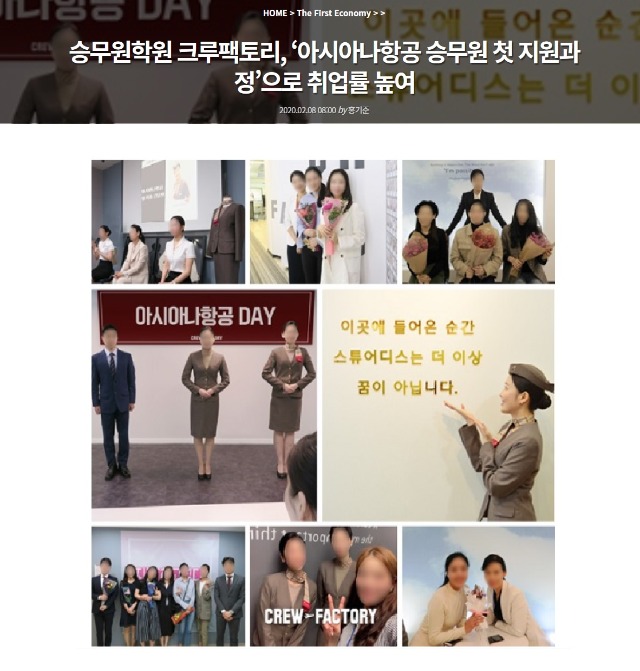 HOME > The First Economy > >
승무원학원 크루팩토리, ‘아시아나항공 승무원 첫 지원과
정’으로 취업률 높여
2020.02.08 08:00 by 홍기순
아시아나항공 DAY
CREW FACTORY
이곳에 들어온 순간
스튜어디스는 더 이상
꿈이 아닙니다.
CREW FACTORY